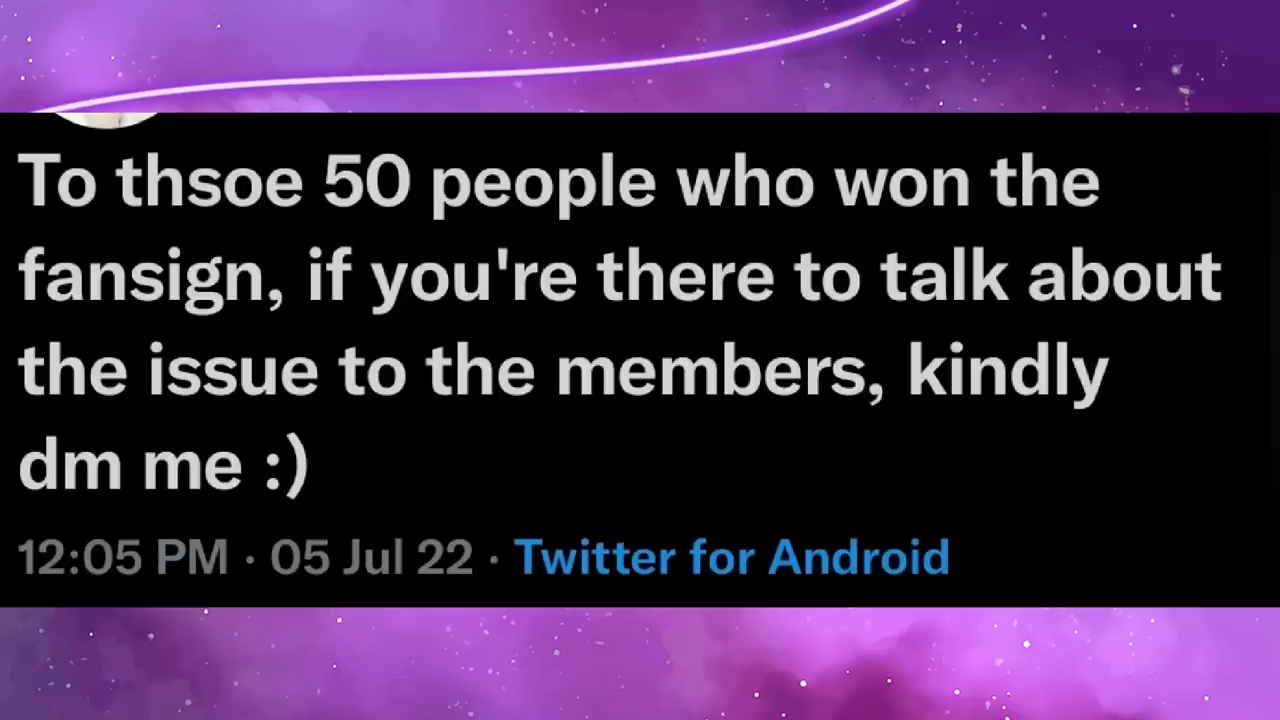 To thsoe 50 people who won the
fansign, if you're there to talk about
the issue to the members, kindly
dm me :)
12:05 PM · 05 Jul 22 · Twitter for Android